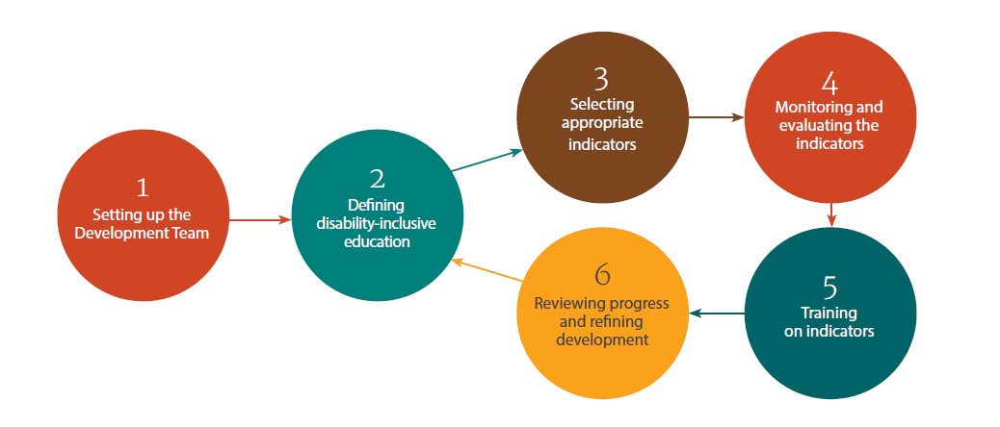 1
Setting up the
Development Team
2
Defining
disability-inclusive
education
3
Selecting
appropriate
indicators
4
Monitoring and
evaluating the
indicators
5
Training
on indicators
6
Reviewing progress
and refining
development